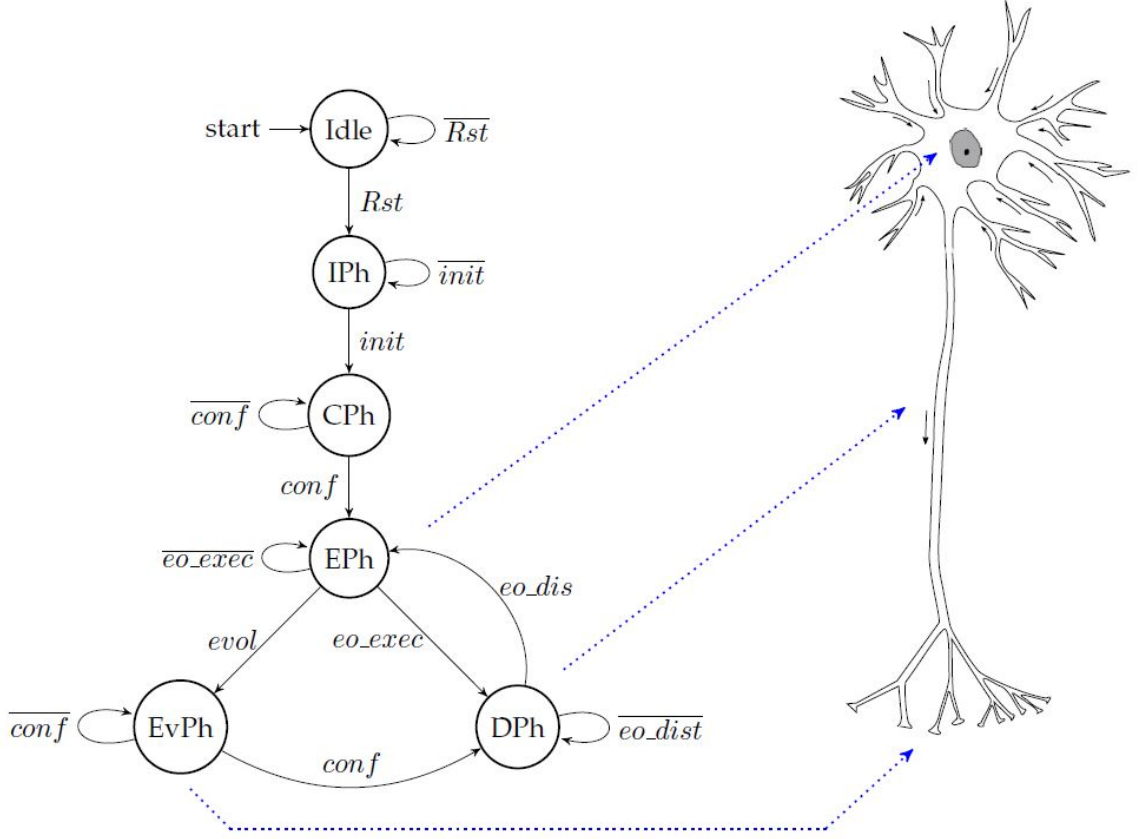 start
Idle
Rst
Rst
IPh
init
init
conf
CPh
conf
eo_exec
EPh
eo_dis
evol
eo_exec
conf
EvPh
DPh
eo_dist
conf